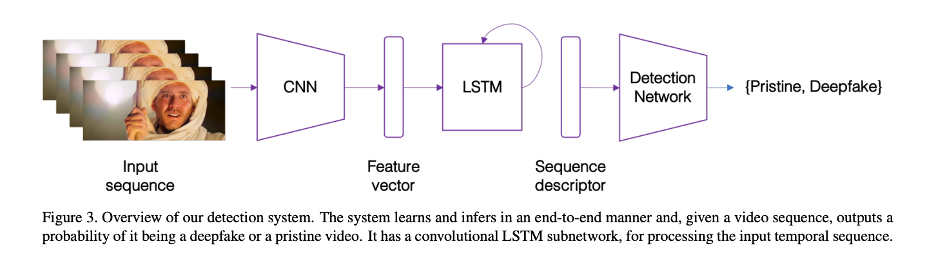 CNN
LSTM
Detection
Network
{Pristine, Deepfake}
Input
sequence
Feature
vector
Sequence
descriptor
Figure 3. Overview of our detection system. The system learns and infers in an end-to-end manner and, given a video sequence, outputs a
probability of it being a deepfake or a pristine video. It has a convolutional LSTM subnetwork, for processing the input temporal sequence.